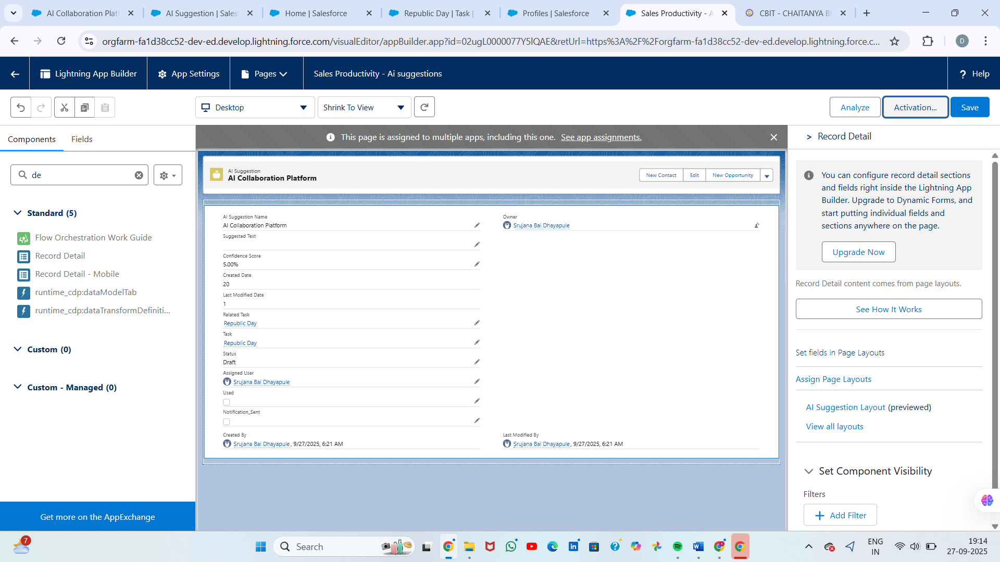 AI Collaboration Platf
AI Suggestion | Sales
Home | Salesforce
Republic Day | Task |
Profiles | Salesforce
Sales Productivity - A
CBIT - CHAITANYA B
orgfarm-fa1d38cc52-dev-ed.develop.lightning.force.com/visualEditor/appBuilder.app?id=02ugL0000077Y5lQAE&retUrl=https%3A%2F%2Forgfarm-fa1d38cc52-dev-ed.develop.lightning.force.c...
D
Lightning App Builder
App Settings
Pages
Sales Productivity - Ai suggestions
? Help
Desktop
Shrink To View
Analyze
Activation...
Save
Components
Fields
This page is assigned to multiple apps, including this one. See app assignments.
> Record Detail
de
Standard (5)
Flow Orchestration Work Guide
Record Detail
Record Detail - Mobile
runtime_cdp:dataModelTab
runtime_cdp:dataTransformDefiniti...
Custom (0)
Custom - Managed (0)
Get more on the AppExchange
AI Suggestion
AI Collaboration Platform
New Contact
Edit
New Opportunity
AI Suggestion Name
AI Collaboration Platform
Owner
Srujana Bai Dhayapule
Suggested Text
Confidence Score
5.00%
Created Date
20
Last Modified Date
1
Related Task
Republic Day
Task
Republic Day
Status
Draft
Assigned User
Srujana Bai Dhayapule
Used
Notification_Sent
Created By
Srujana Bai Dhayapule, 9/27/2025, 6:21 AM
Last Modified By
Srujana Bai Dhayapule, 9/27/2025, 6:21 AM
You can configure record detail sections
and fields right inside the Lightning App
Builder. Upgrade to Dynamic Forms, and
start putting individual fields and
sections anywhere on the page.
Upgrade Now
Record Detail content comes from page layouts.
See How It Works
Set fields in Page Layouts
Assign Page Layouts
AI Suggestion Layout (previewed)
View all layouts
Set Component Visibility
Filters
+ Add Filter
7
Search
ENG
IN
19:14
27-09-2025